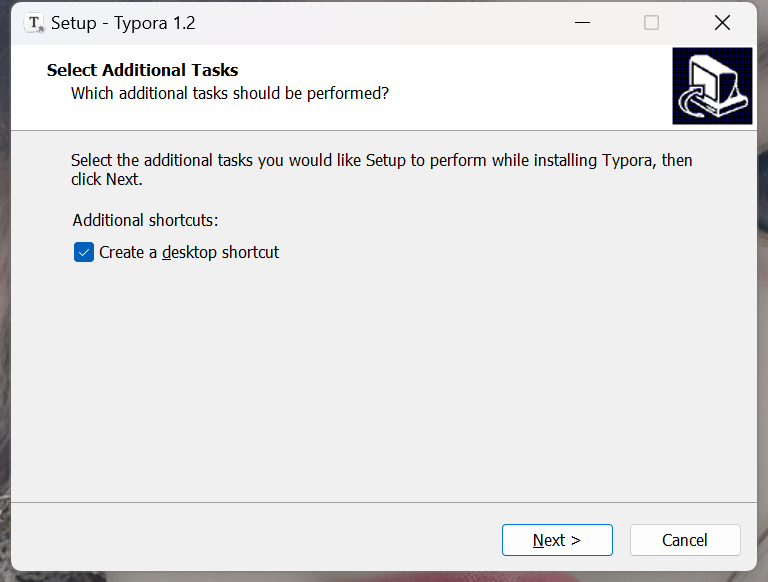 Setup - Typora 1.2
Select Additional Tasks
Which additional tasks should be performed?
Select the additional tasks you would like Setup to perform while installing Typora, then
click Next.
Additional shortcuts:
Create a desktop shortcut
Next >
Cancel